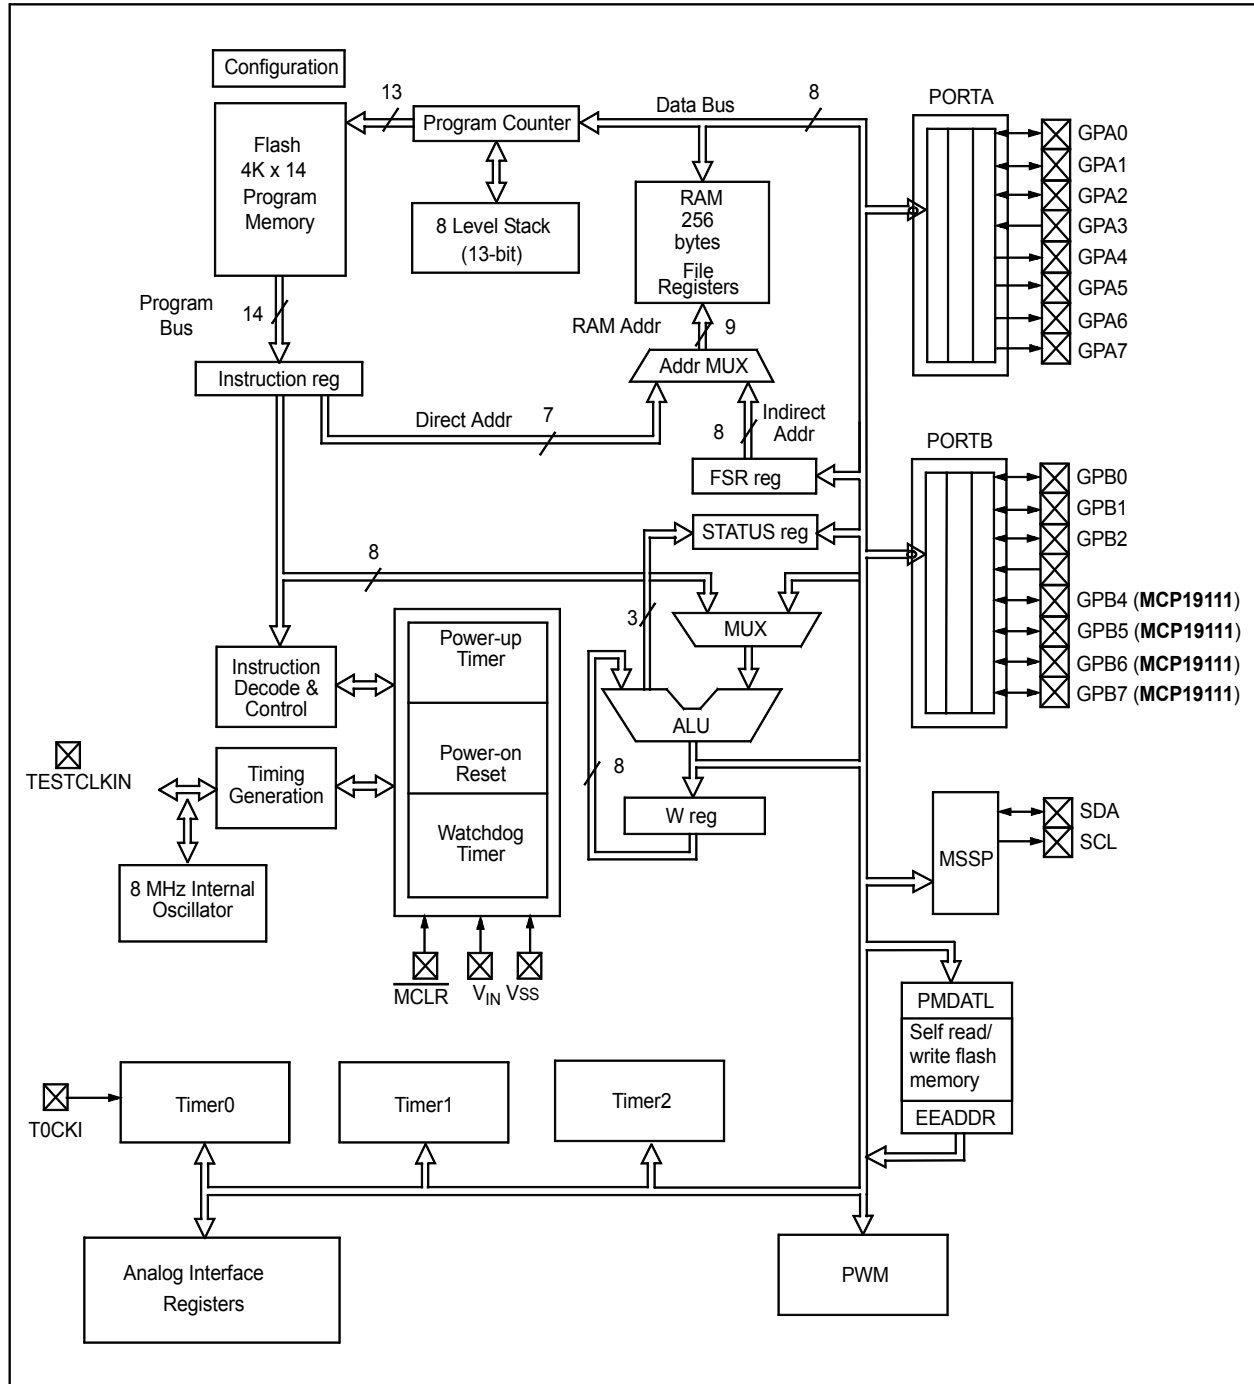 Configuration
13
Data Bus
8
PORTA
Program Counter
Flash
4K x 14
Program
Memory
8 Level Stack
(13-bit)
RAM
256
bytes
File
Registers
GPA0
GPA1
GPA2
GPA3
GPA4
GPA5
GPA6
GPA7
Program
Bus
14
RAM Addr
9
Addr MUX
Instruction reg
Direct Addr
7
8
Indirect
Addr
FSR reg
STATUS reg
PORTB
GPB0
GPB1
GPB2
GPB4 (MCP19111)
GPB5 (MCP19111)
GPB6 (MCP19111)
GPB7 (MCP19111)
8
3
MUX
Power-up
Timer
Instruction
Decode &
Control
ALU
TESTCLKIN
Timing
Generation
Power-on
Reset
8
W reg
Watchdog
Timer
8 MHz Internal
Oscillator
MSSP
SDA
SCL
MCLR
VIN
VSS
PMDATL
Self read/
write flash
memory
EEADDR
T0CKI
Timer0
Timer1
Timer2
Analog Interface
Registers
PWM